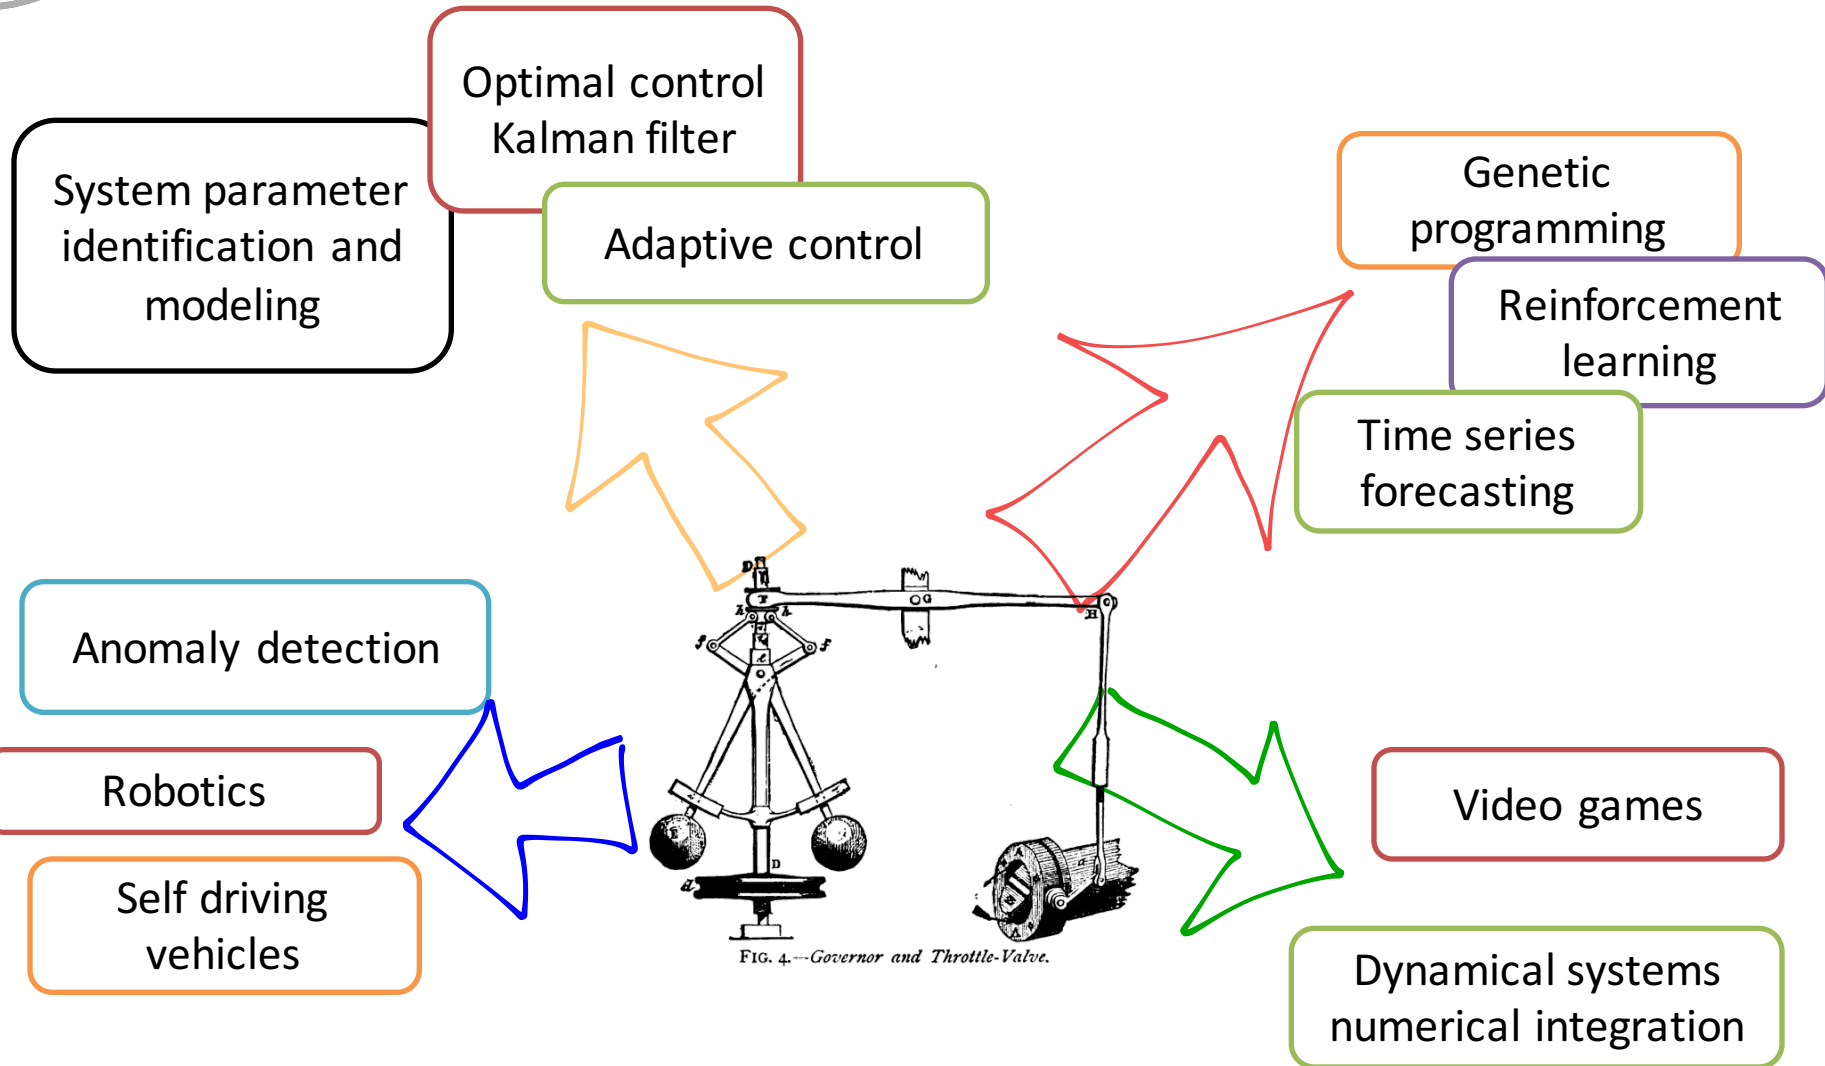 Optimal control
Kalman filter
System parameter
identification and
modeling
Adaptive control
Genetic
programming
Reinforcement
learning
Time series
forecasting
Anomaly detection
Robotics
Self driving
vehicles
Video games
Dynamical systems
numerical integration
G
H
D
FIG. 4.—Governor and Throttle-Valve.